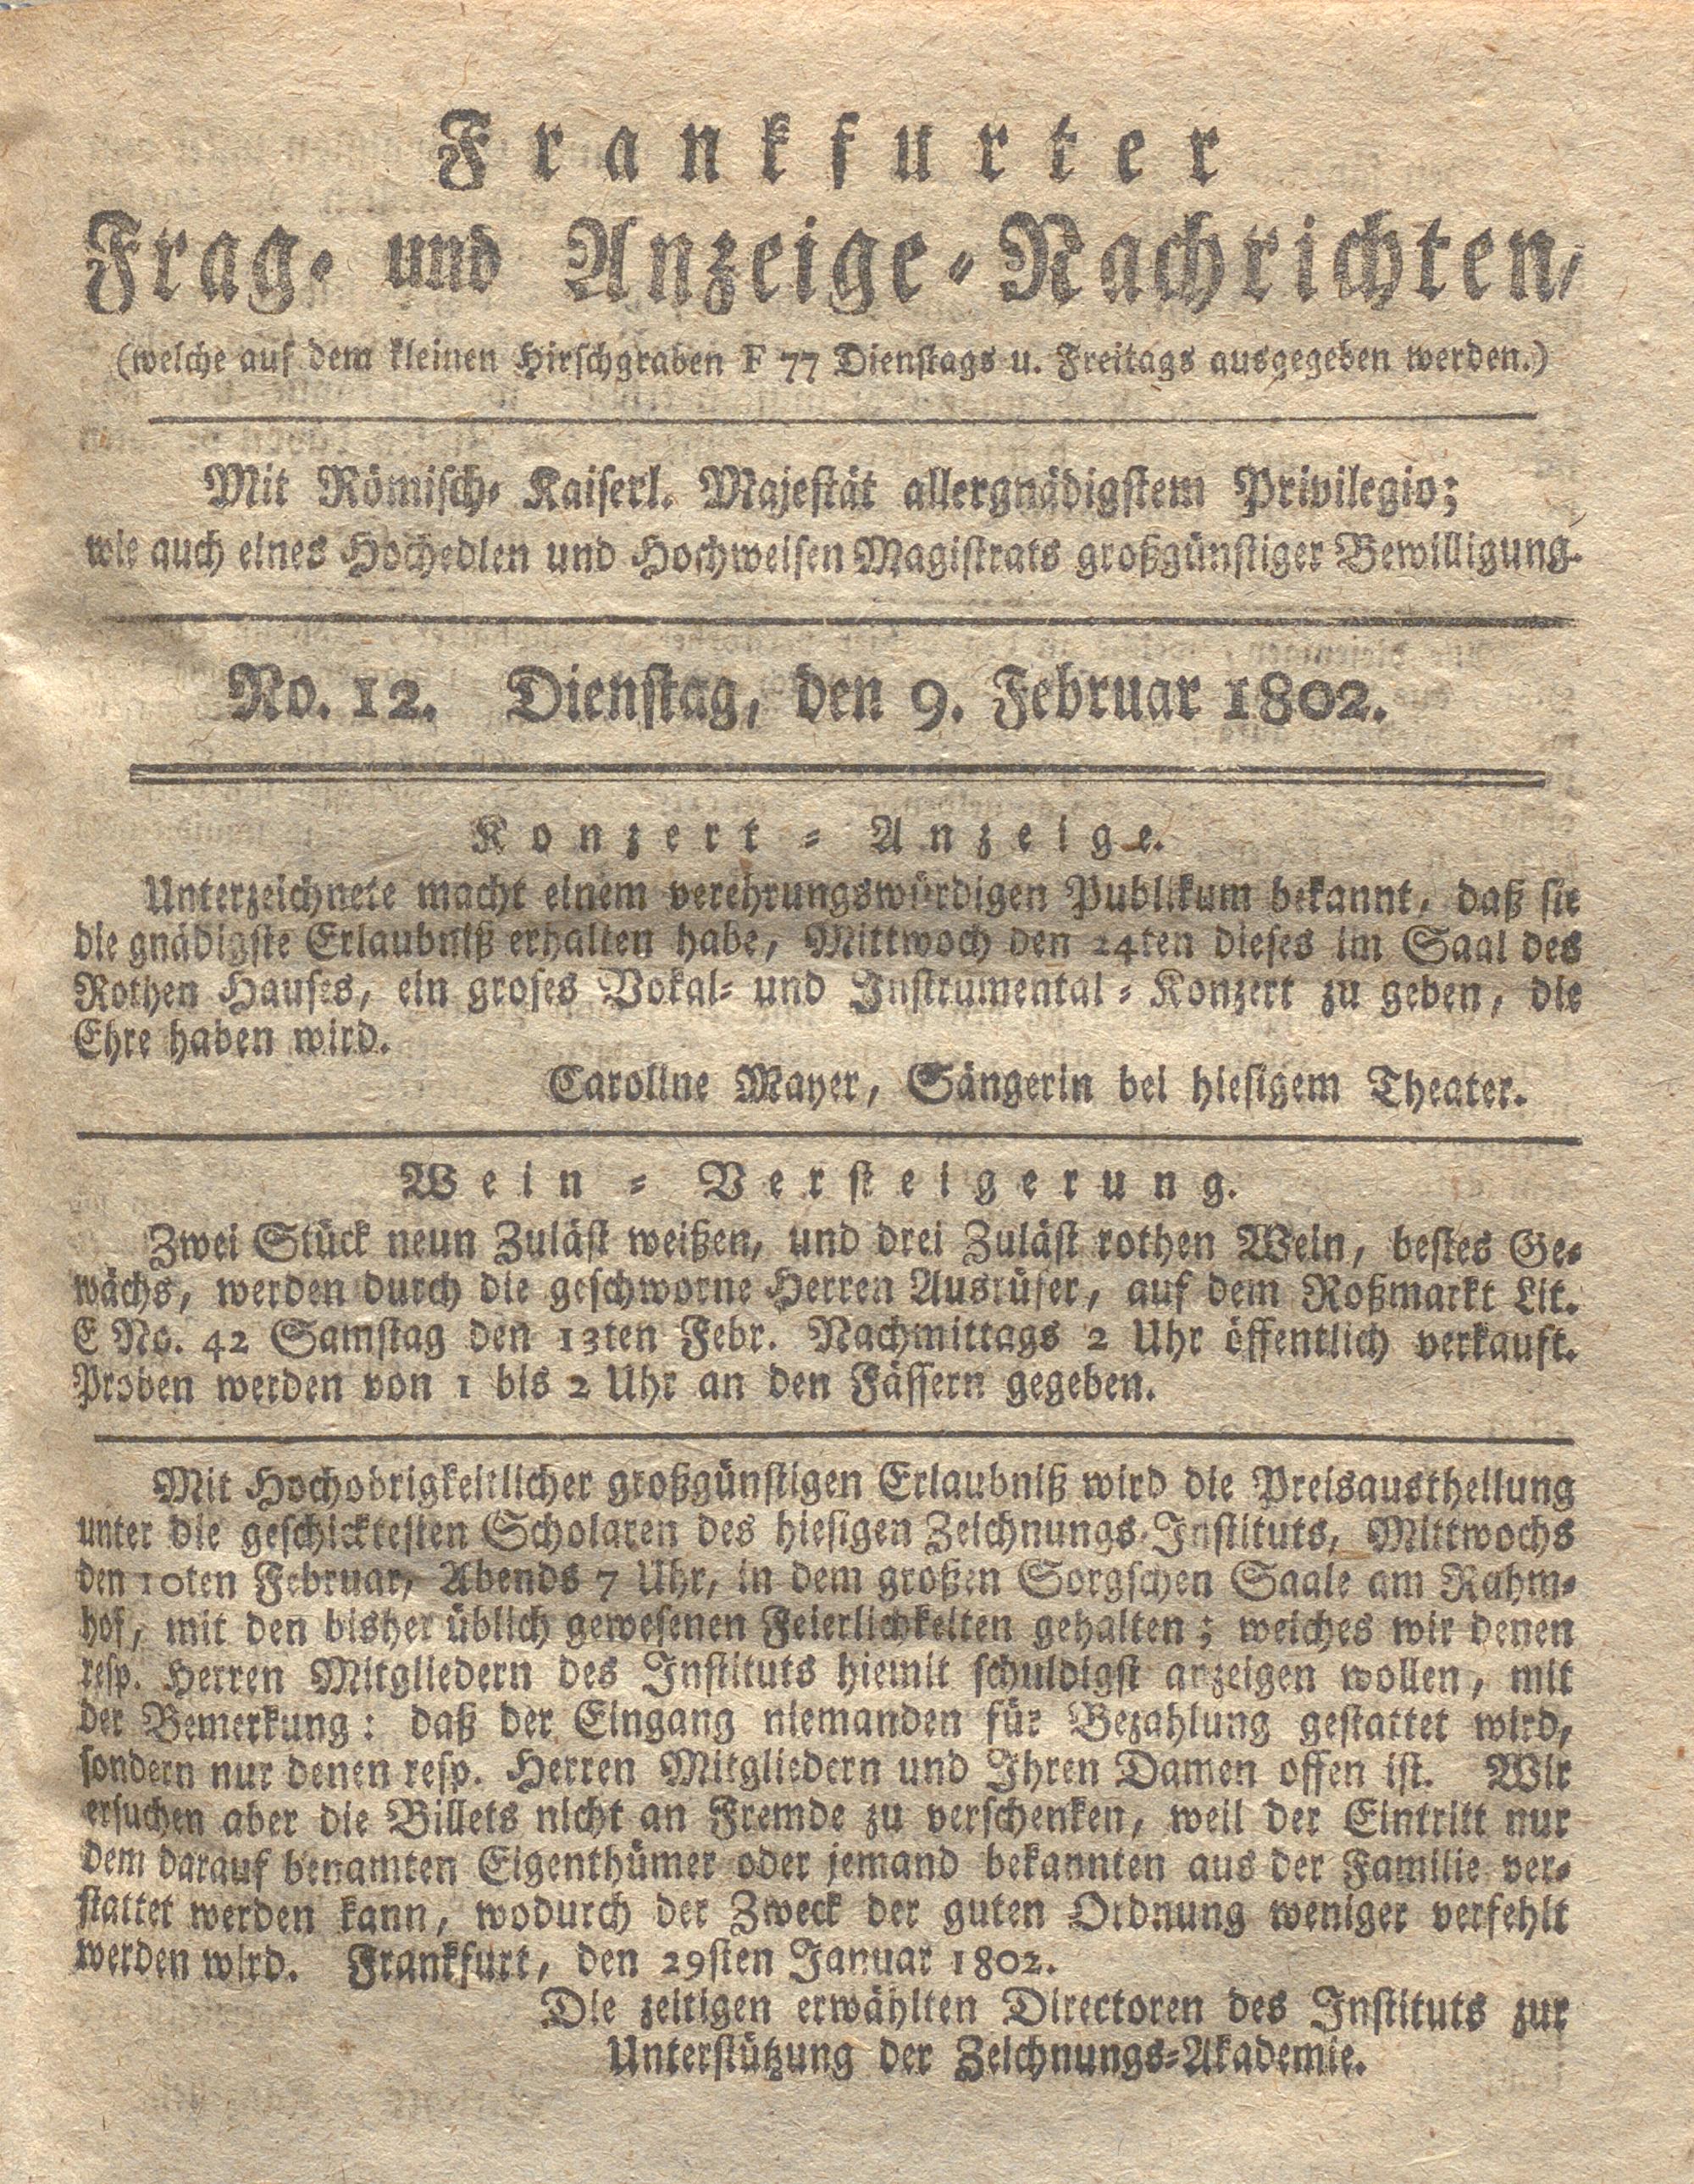 Frankfurter
Frag- und Anzeige-Nachrichten,
(welche auf dem kleinen Hirschgraben F 77 Dienstags u. Freitags ausgegeben werden.)
Mit Römisch- Kaiserl. Majestät allergnädigstem Privilegio;
wie auch eines Hochedlen und Hochweisen Magistrats großgünstiger Bewilligung.
No. 12. Dienstag, den 9. Februar 1802.
Konzert-Anzeige.
Unterzeichnete macht einem verehrungswürdigen Publikum bekannt, daß sie
die gnädigste Erlaubniß erhalten habe, Mittwoch den 24ten dieses im Saal des
Rothen Hauses, ein groses Vokal- und Instrumental-Konzert zu geben, die
Ehre haben wird.
Caroline Mayer, Sängerin bei hiesigem Theater.
Wein-Versteigerung.
Zwei Stück neun Zuläst weißen, und drei Zuläst rothen Wein, bestes Ge-
wächs, werden durch die geschworne Herren Ausrüfer, auf dem Roßmarkt Lit.
E No. 42 Samstag den 13ten Febr. Nachmittags 2 Uhr öffentlich verkauft.
Proben werden von 1 bis 2 Uhr an den Fässern gegeben.
Mit Hochobrigkeitlicher großgünstigen Erlaubniß wird die Preisaustheilung
unter die geschicktesten Scholaren des hiesigen Zeichnungs-Instituts, Mittwochs
den 10ten Februar, Abends 7 Uhr, in dem großen Sorgschen Saale am Rahm-
hof, mit den bisher üblich gewesenen Feierlichkeiten gehalten; welches wir denen
resp. Herren Mitgliedern des Instituts hiemit schuldigst anzeigen wollen, mit
der Bemerkung: daß der Eingang niemanden für Bezahlung gestattet wird,
sondern nur denen resp. Herren Mitgliedern und Ihren Damen offen ist. Wir
ersuchen aber die Billets nicht an Fremde zu verschenken, weil der Eintritt nur
dem darauf benamten Eigenthümer oder jemand bekannten aus der Familie ver-
stattet werden kann, wodurch der Zweck der guten Ordnung weniger verfehlt
werden wird. Frankfurt, den 29sten Januar 1802.
Die zeitigen erwählten Directoren des Instituts zur
Unterstützung der Zeichnungs-Akademie.